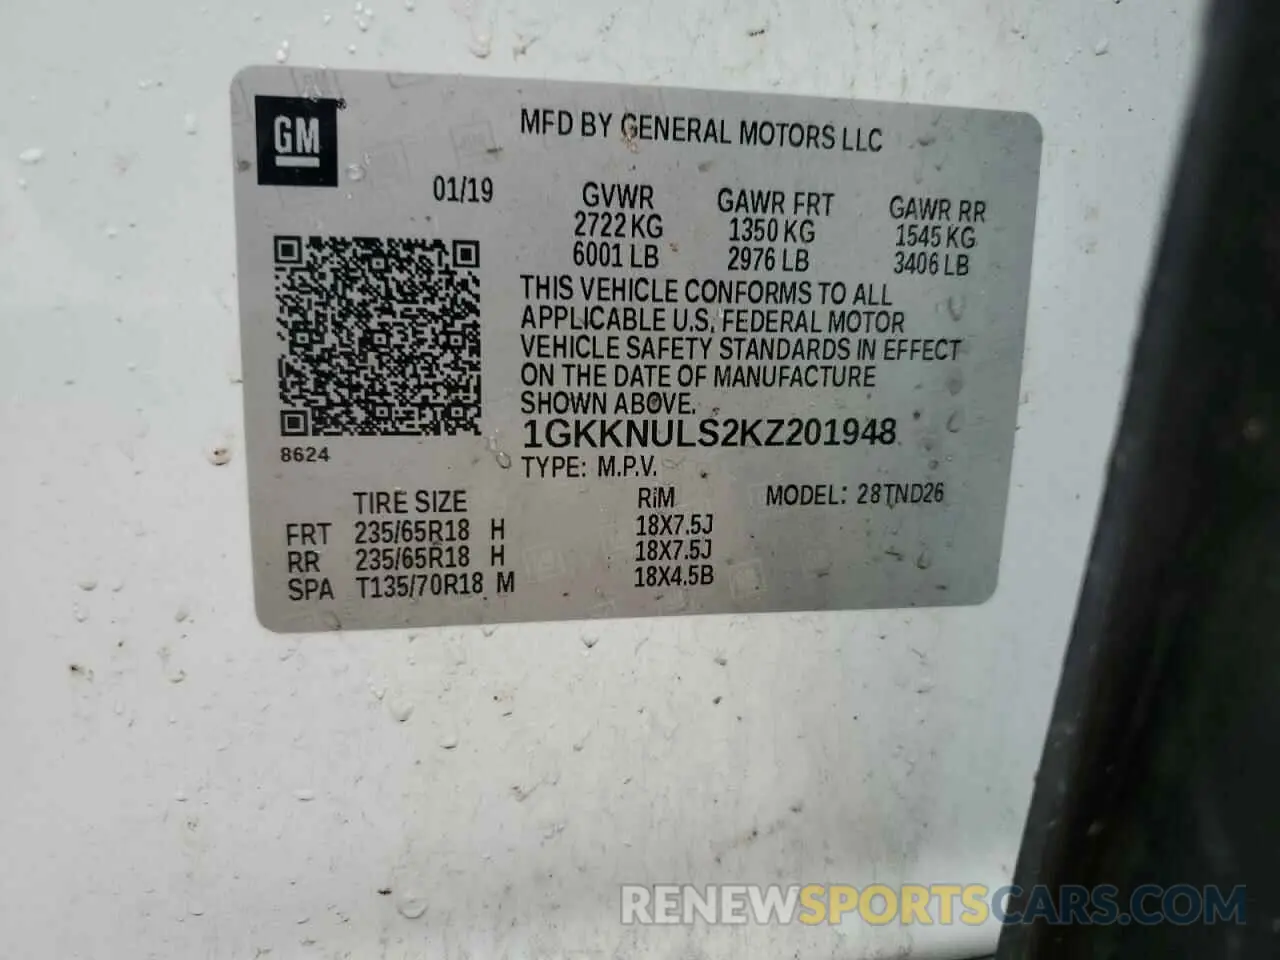 GM
MFD BY GENERAL MOTORS LLC
01/19
GVWR GAWR FRT GAWR RR
2722 KG 1350 KG 1545 KG
6001 LB 2976 LB 3406 LB
THIS VEHICLE CONFORMS TO ALL
APPLICABLE U.S. FEDERAL MOTOR
VEHICLE SAFETY STANDARDS IN EFFECT
ON THE DATE OF MANUFACTURE
SHOWN ABOVE.
1GKKNULS2KZ201948
8624
TYPE: M.P.V.
TIRE SIZE RIM MODEL: 28TND26
FRT 235/65R18 H 18X7.5J
RR 235/65R18 H 18X7.5J
SPA T135/70R18 M 18X4.5B
RENEWSPORTSCARS.COM